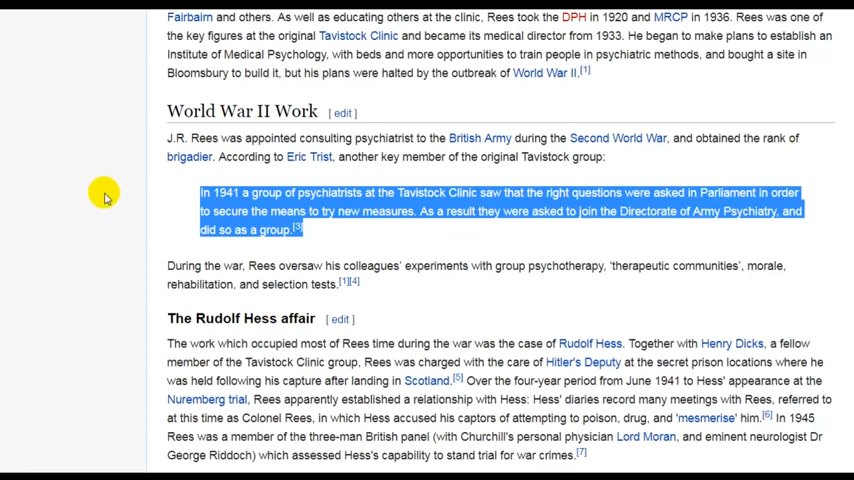 Fairbairn and others. As well as educating others at the clinic, Rees took the DPH in 1920 and MRCP in 1936. Rees was one of
the key figures at the original Tavistock Clinic and became its medical director from 1933. He began to make plans to establish an
Institute of Medical Psychology, with beds and more opportunities to train people in psychiatric methods, and bought a site in
Bloomsbury to build it, but his plans were halted by the outbreak of World War II.[1]
World War II Work [ edit ]
J.R. Rees was appointed consulting psychiatrist to the British Army during the Second World War, and obtained the rank of
brigadier. According to Eric Trist, another key member of the original Tavistock group:
In 1941 a group of psychiatrists at the Tavistock Clinic saw that the right questions were asked in Parliament in order
to secure the means to try new measures. As a result they were asked to join the Directorate of Army Psychiatry, and
did so as a group.[3]
During the war, Rees oversaw his colleagues' experiments with group psychotherapy, 'therapeutic communities', morale,
rehabilitation, and selection tests.[1][4]
The Rudolf Hess affair [ edit ]
The work which occupied most of Rees time during the war was the case of Rudolf Hess. Together with Henry Dicks, a fellow
member of the Tavistock Clinic group, Rees was charged with the care of Hitler's Deputy at the secret prison locations where he
was held following his capture after landing in Scotland.[5] Over the four-year period from June 1941 to Hess' appearance at the
Nuremberg trial, Rees apparently established a relationship with Hess: Hess' diaries record many meetings with Rees, referred to
at this time as Colonel Rees, in which Hess accused his captors of attempting to poison, drug, and 'mesmerise' him.[6] In 1945
Rees was a member of the three-man British panel (with Churchill's personal physician Lord Moran, and eminent neurologist Dr
George Riddoch) which assessed Hess's capability to stand trial for war crimes.[7]